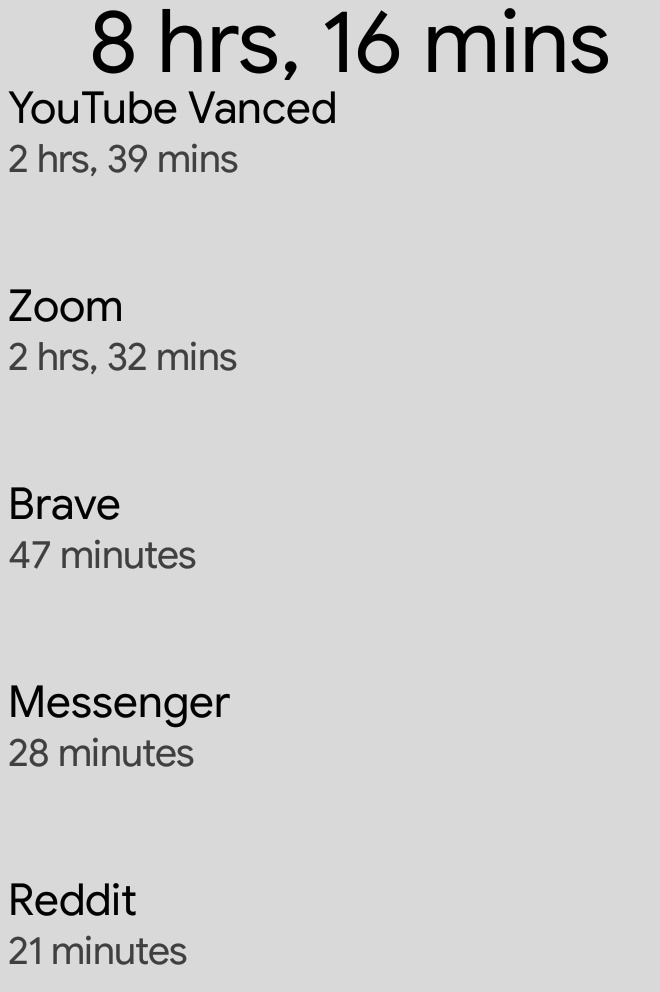 8 hrs, 16 mins
YouTube Vanced
2 hrs, 39 mins
Zoom
2 hrs, 32 mins
Brave
47 minutes
Messenger
28 minutes
Reddit
21 minutes